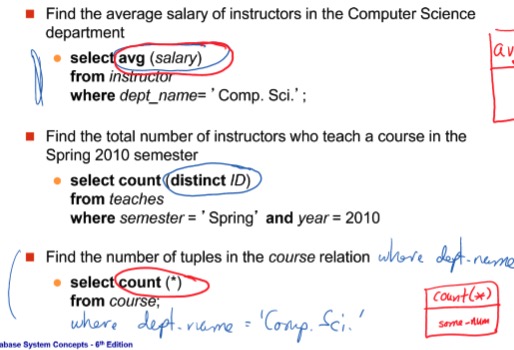 Find the average salary of instructors in the Computer Science
department
select avg (salary)
from instructor
where dept_name= ' Comp. Sci.' ;
av
Find the total number of instructors who teach a course in the
Spring 2010 semester
select count (distinct ID)
from teaches
where semester = ' Spring' and year = 2010
Find the number of tuples in the course relation where dept-name
select count (*)
from course;
where dept-name = 'Comp. Sci.'
count(*)
some-num
abase System Concepts - 6th Edition